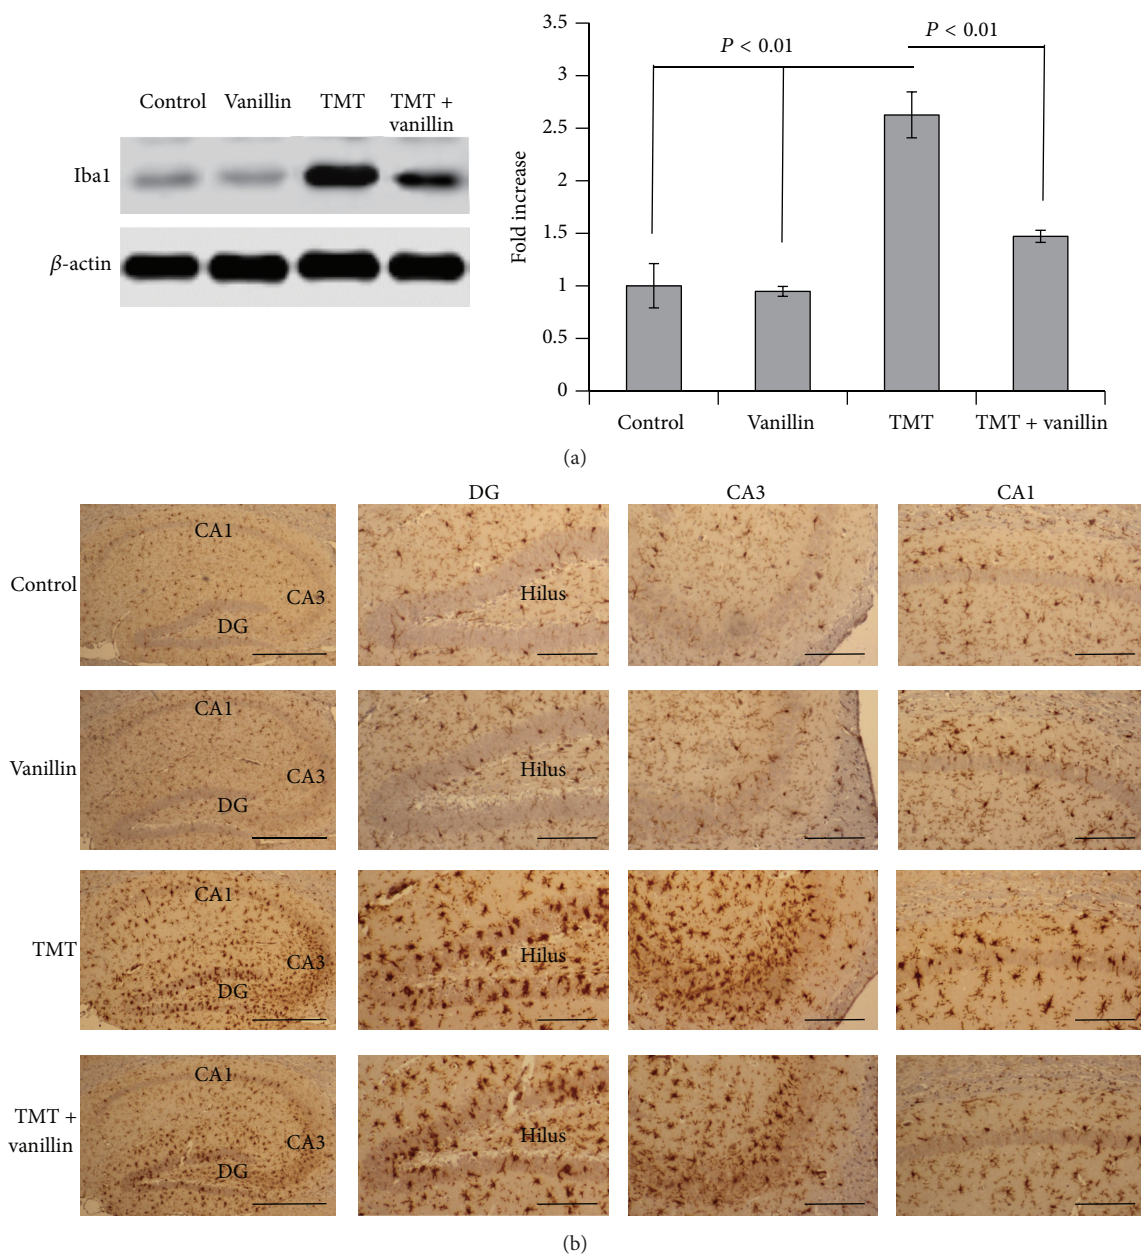 Control Vanillin TMT TMT +
vanillin
Iba1
β-actin
3.5
3
2.5
2
1.5
1
0.5
0
Fold increase
P < 0.01
P < 0.01
Control Vanillin TMT TMT + vanillin
(a)
DG CA3 CA1
Control
CA1
CA3
DG
Hilus
Vanillin
CA1
CA3
DG
Hilus
TMT
CA1
CA3
DG
Hilus
TMT +
vanillin
CA1
CA3
DG
Hilus
(b)